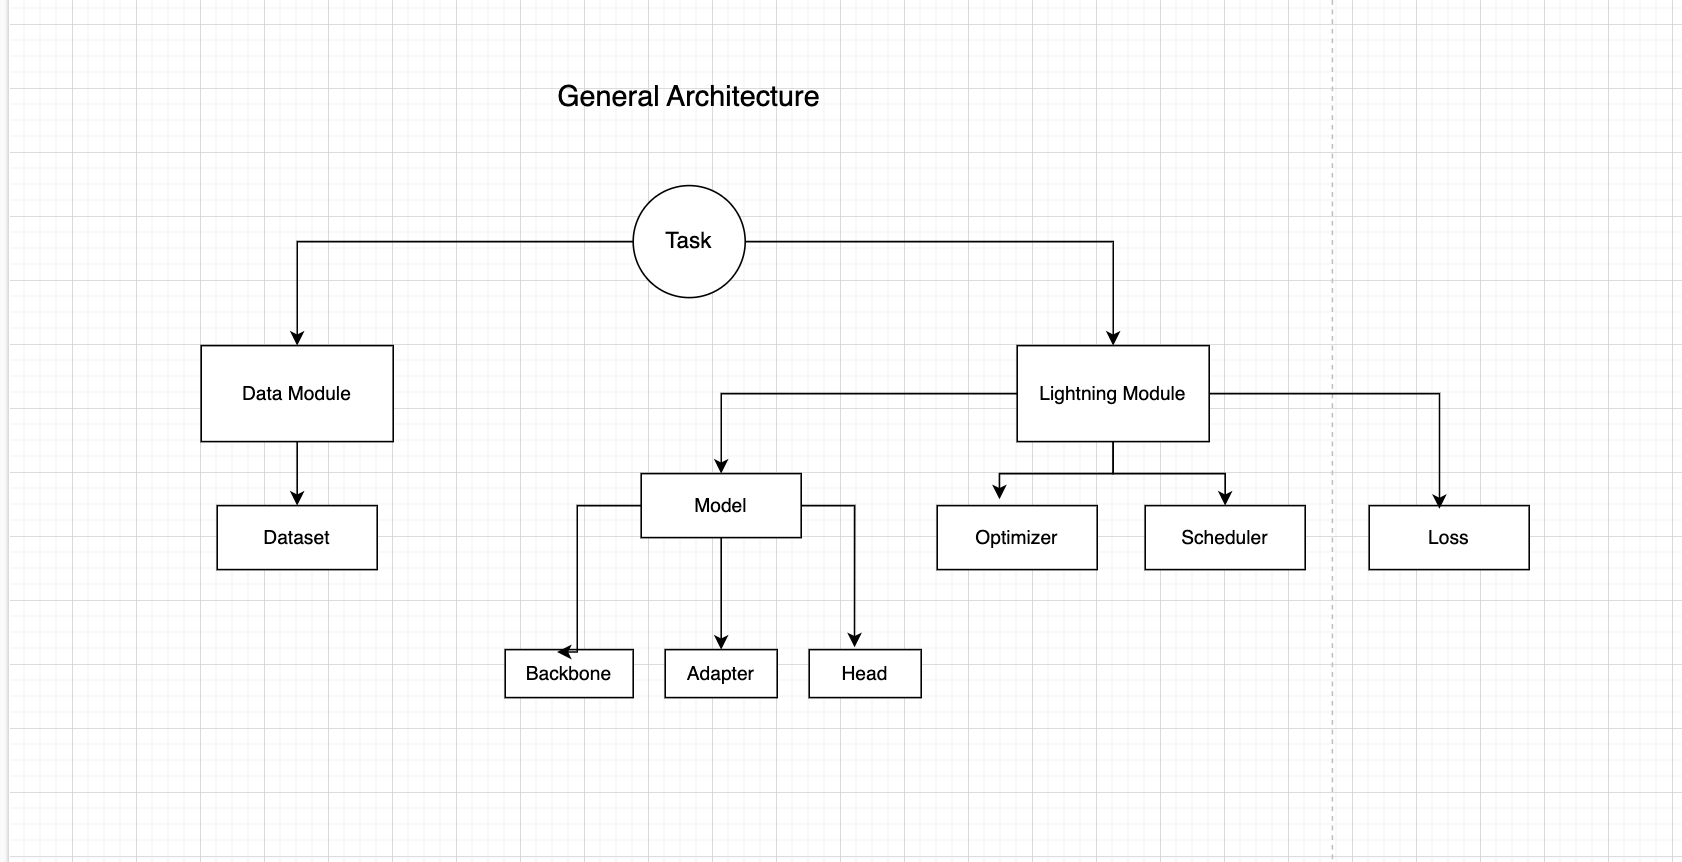 General Architecture
Task
Data Module
Lightning Module
Model
Dataset
Optimizer
Scheduler
Loss
Backbone
Adapter
Head